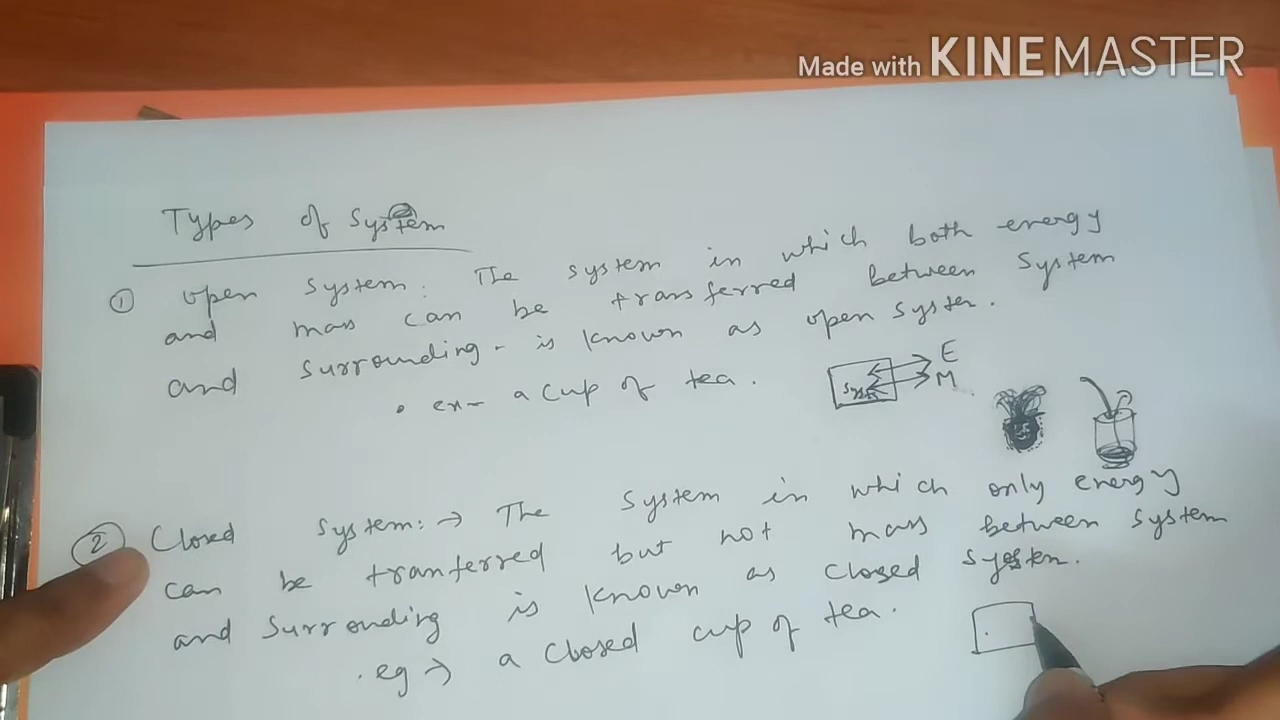 Made with KINEMASTER
Types of System
① open system: The system in which both energy
and mass can be transferred between system
and surrounding - is known as open system.
• ex- a cup of tea.
E
M
② Closed system:→ The system in which only energy
can be tranferred but not mass between system
and surronding is known as closed system.
.eg → a closed cup of tea.